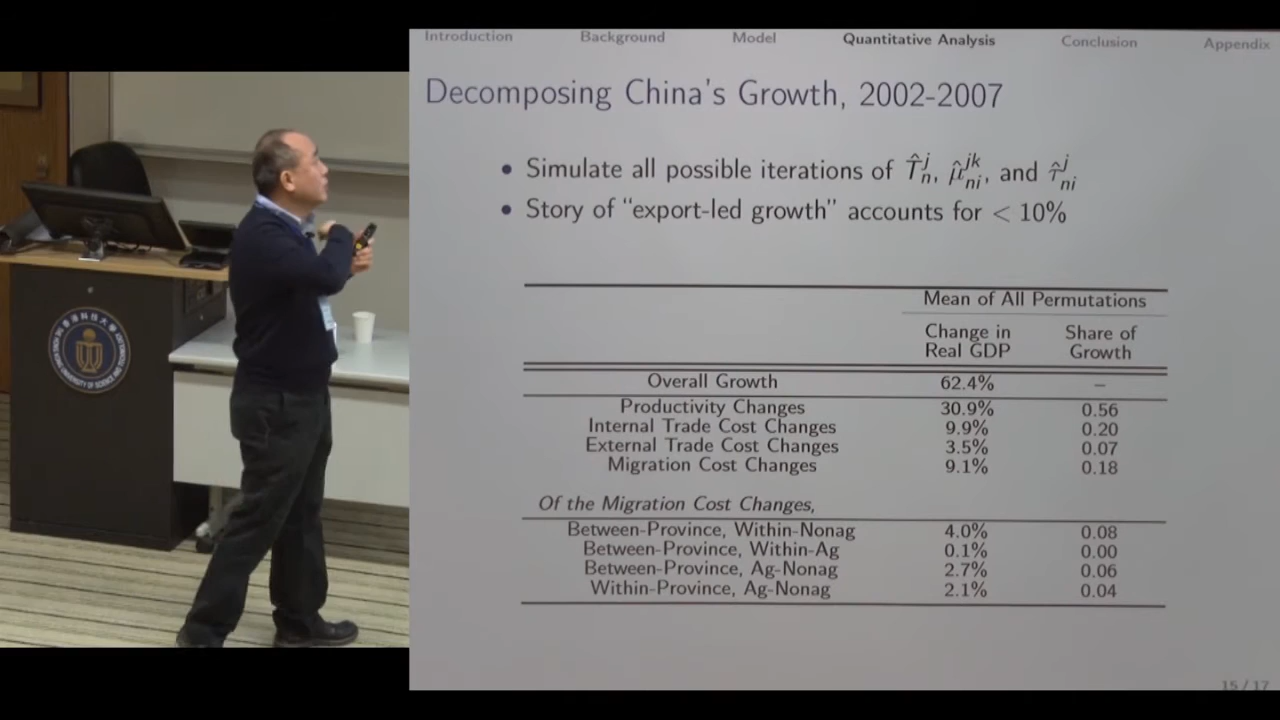 Introduction Background Model Quantitative Analysis Conclusion Appendix
Decomposing China's Growth, 2002-2007
• Simulate all possible iterations of T̂ₙʲ, μ̂ₙᵢʲᵏ, and τ̂ₙᵢʲ
• Story of "export-led growth" accounts for < 10%
Mean of All Permutations
Change in Real GDP Share of Growth
Overall Growth 62.4% –
Productivity Changes 30.9% 0.56
Internal Trade Cost Changes 9.9% 0.20
External Trade Cost Changes 3.5% 0.07
Migration Cost Changes 9.1% 0.18
Of the Migration Cost Changes,
Between-Province, Within-Nonag 4.0% 0.08
Between-Province, Within-Ag 0.1% 0.00
Between-Province, Ag-Nonag 2.7% 0.06
Within-Province, Ag-Nonag 2.1% 0.04
15 / 17